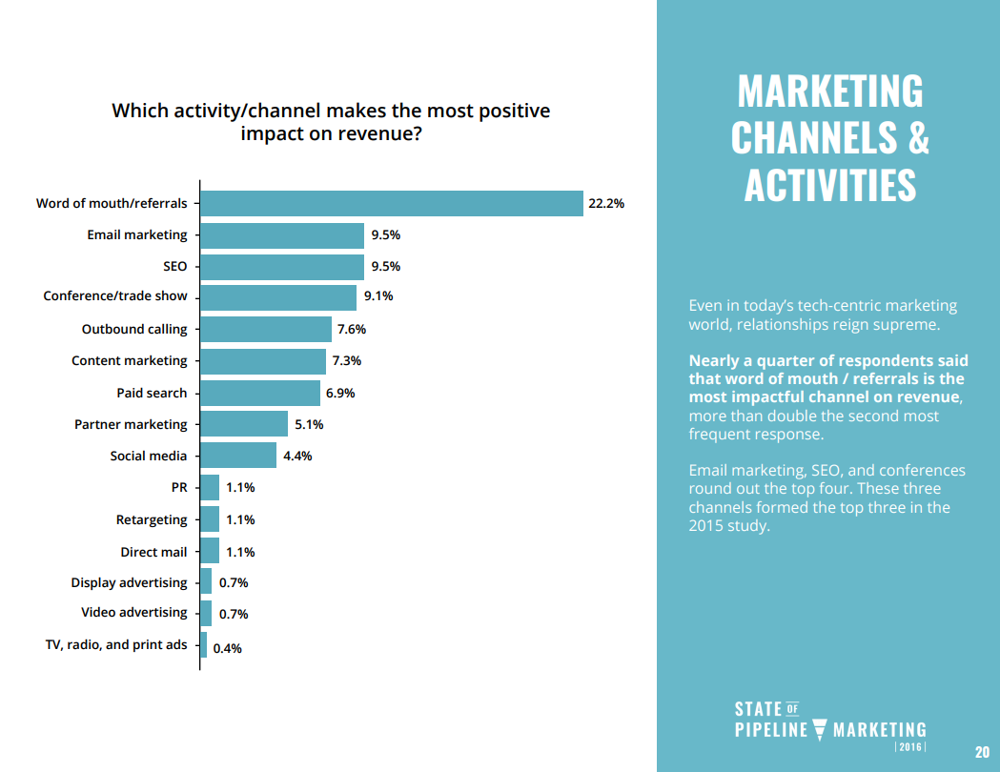 Which activity/channel makes the most positive
impact on revenue?
Word of mouth/referrals 22.2%
Email marketing 9.5%
SEO 9.5%
Conference/trade show 9.1%
Outbound calling 7.6%
Content marketing 7.3%
Paid search 6.9%
Partner marketing 5.1%
Social media 4.4%
PR 1.1%
Retargeting 1.1%
Direct mail 1.1%
Display advertising 0.7%
Video advertising 0.7%
TV, radio, and print ads 0.4%
MARKETING
CHANNELS &
ACTIVITIES
Even in today’s tech-centric marketing
world, relationships reign supreme.
Nearly a quarter of respondents said
that word of mouth / referrals is the
most impactful channel on revenue,
more than double the second most
frequent response.
Email marketing, SEO, and conferences
round out the top four. These three
channels formed the top three in the
2015 study.
STATE OF
PIPELINE MARKETING
|2016|
20